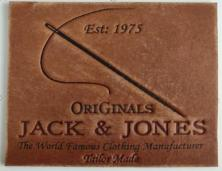 Est: 1975
OriGinals
JACK & JONES
The World Famous Clothing Manufacturer
Tailor Made